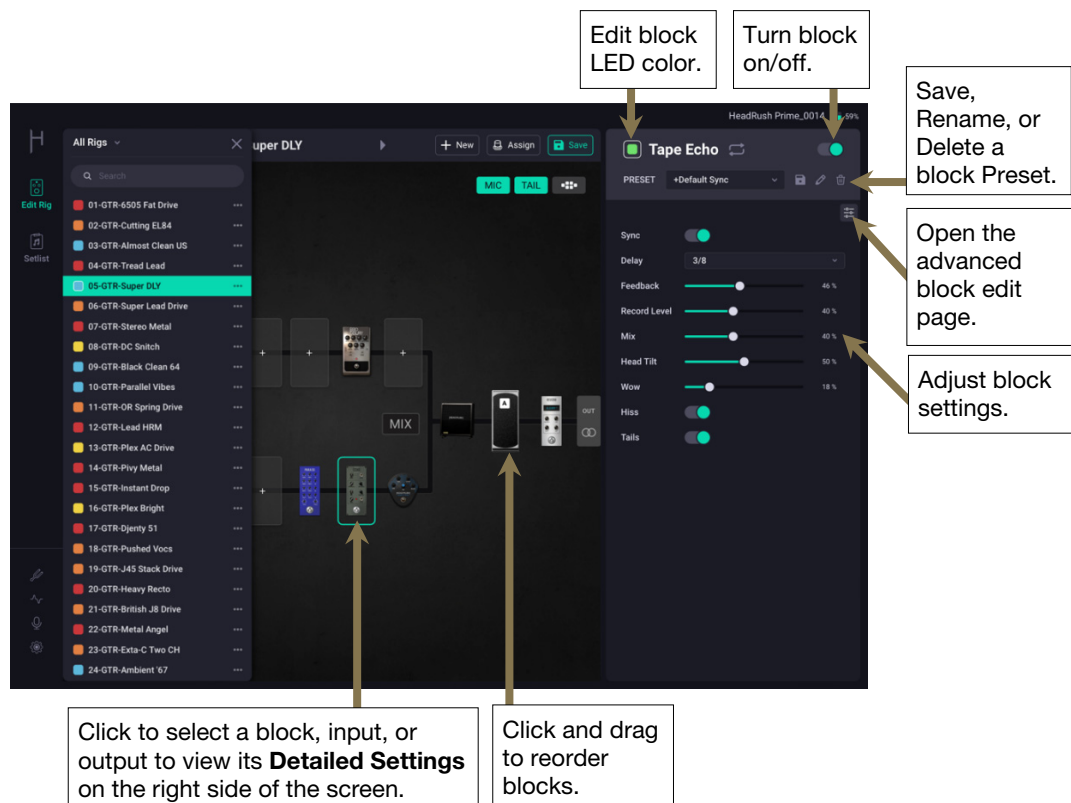 Edit block
LED color.
Turn block
on/off.
Save,
Rename, or
Delete a
block Preset.
Open the
advanced
block edit
page.
Adjust block
settings.
HeadRush Prime_0014
59%
All Rigs
uper DLY
+ New
Assign
Save
Search
MIC
TAIL
Edit Rig
Setlist
01-GTR-6505 Fat Drive
02-GTR-Cutting EL84
03-GTR-Almost Clean US
04-GTR-Tread Lead
05-GTR-Super DLY
06-GTR-Super Lead Drive
07-GTR-Stereo Metal
08-GTR-DC Snitch
09-GTR-Black Clean 64
10-GTR-Parallel Vibes
11-GTR-OR Spring Drive
12-GTR-Lead HRM
13-GTR-Plex AC Drive
14-GTR-Pivy Metal
15-GTR-Instant Drop
16-GTR-Plex Bright
17-GTR-Djenty 51
18-GTR-Pushed Vocs
19-GTR-J45 Stack Drive
20-GTR-Heavy Recto
21-GTR-British J8 Drive
22-GTR-Metal Angel
23-GTR-Exta-C Two CH
24-GTR-Ambient '67
MIX
A
OUT
Tape Echo
PRESET +Default Sync
Sync
Delay 3/8
Feedback 46 %
Record Level 40 %
Mix 40 %
Head Tilt 50 %
Wow 18 %
Hiss
Tails
Click to select a block, input, or
output to view its Detailed Settings
on the right side of the screen.
Click and drag
to reorder
blocks.